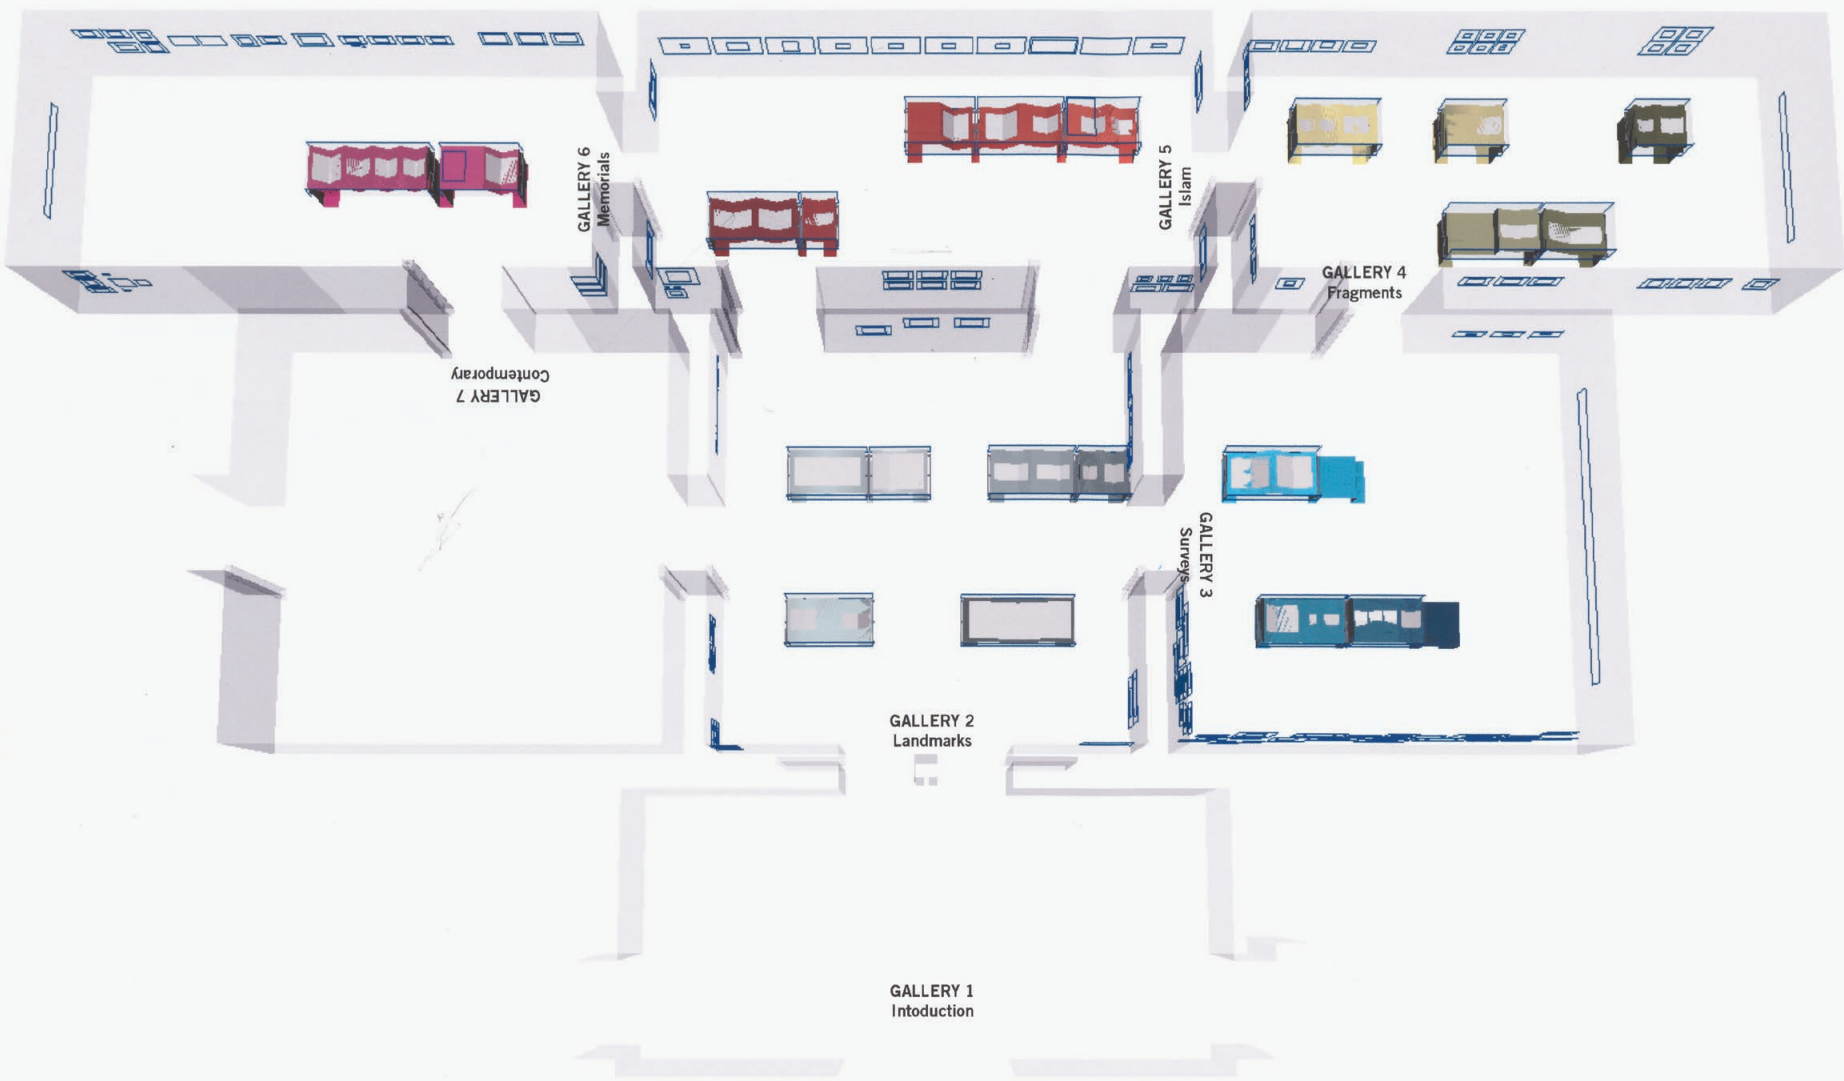 GALLERY 6
Memorials
GALLERY 5
Islam
GALLERY 4
Fragments
GALLERY 7
Contemporary
GALLERY 3
Surveys
GALLERY 2
Landmarks
GALLERY 1
Intoduction